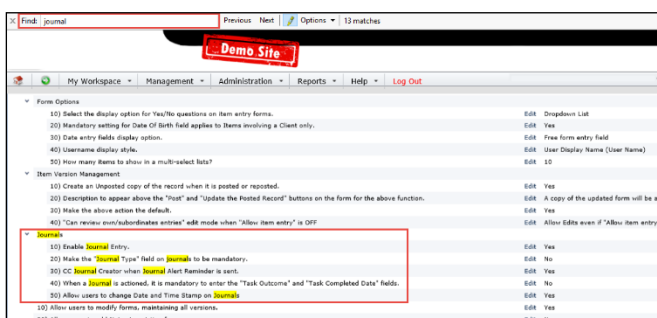 X Find: journal Previous Next Options 13 matches
Demo Site
My Workspace Management Administration Reports Help Log Out
Form Options
10) Select the display option for Yes/No questions on item entry forms. Edit Dropdown List
20) Mandatory setting for Date Of Birth field applies to Items involving a Client only. Edit Yes
30) Date entry fields display option. Edit Free form entry field
40) Username display style. Edit User Display Name (User Name)
50) How many items to show in a multi-select lists? Edit 10
Item Version Management
10) Create an Unposted copy of the record when it is posted or reposted. Edit Yes
20) Description to appear above the "Post" and "Update the Posted Record" buttons on the form for the above function. Edit A copy of the updated form will be a
30) Make the above action the default. Edit Yes
40) "Can review own/subordinates entries" edit mode when "Allow item entry" is OFF Edit Allow Edits even if "Allow item entry
Journals
10) Enable Journal Entry. Edit Yes
20) Make the "Journal Type" field on journals to be mandatory. Edit No
30) CC Journal Creator when Journal Alert Reminder is sent. Edit Yes
40) When a Journal is actioned, it is mandatory to enter the "Task Outcome" and "Task Completed Date" fields. Edit No
50) Allow users to change Date and Time Stamp on Journals Edit Yes
10) Allow users to modify forms, maintaining all versions. Edit Yes